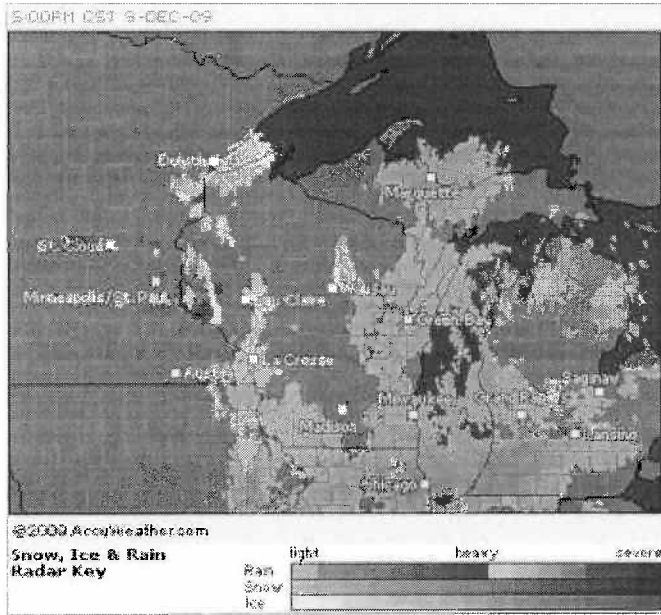 5:00PM CST 9-DEC-09
Duluth
Marquette
St. Cloud
Minneapolis/St. Paul
Eau Claire
Wausau
Green Bay
La Crosse
Austin
Saginaw
Milwaukee
Madison
Lansing
Chicago
©2009 AccuWeather.com
Snow, Ice & Rain
Radar Key
light heavy severe
Rain
Snow
Ice